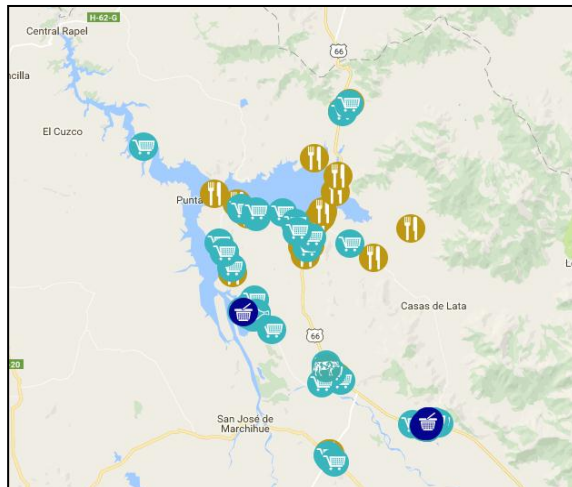 H-62-G
Central Rapel
66
El Cuzco
Punta
Casas de Lata
66
20
San José de
Marchihue